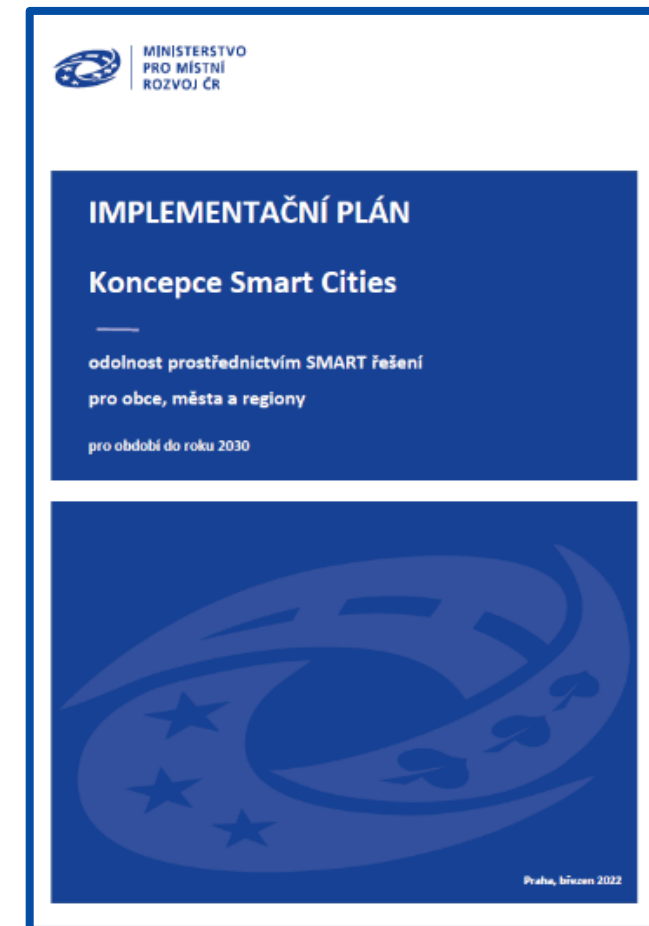 MINISTERSTVO
PRO MÍSTNÍ
ROZVOJ ČR
IMPLEMENTAČNÍ PLÁN
Koncepce Smart Cities
odolnost prostřednictvím SMART řešení
pro obce, města a regiony
pro období do roku 2030
Praha, březen 2022